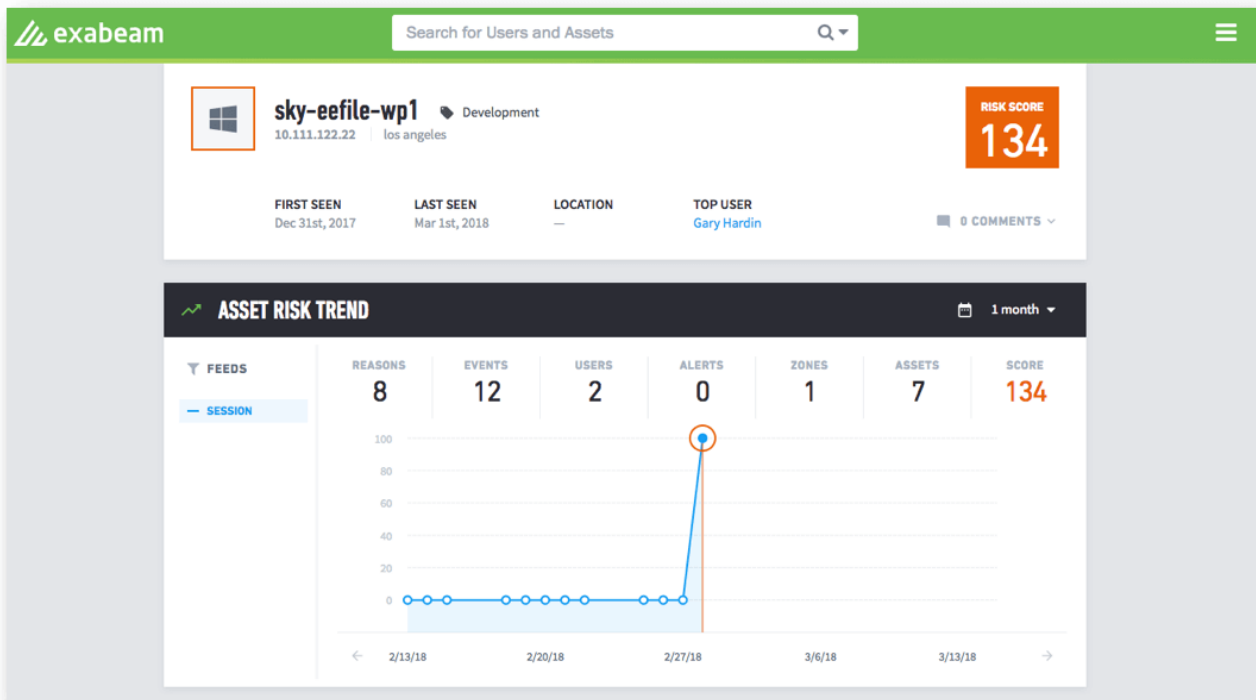 exabeam
Search for Users and Assets
sky-eefile-wp1 Development
10.111.122.22 los angeles
RISK SCORE
134
FIRST SEEN LAST SEEN LOCATION TOP USER
Dec 31st, 2017 Mar 1st, 2018 — Gary Hardin
0 COMMENTS
ASSET RISK TREND 1 month
FEEDS
SESSION
REASONS EVENTS USERS ALERTS ZONES ASSETS SCORE
8 12 2 0 1 7 134
100
80
60
40
20
0
2/13/18 2/20/18 2/27/18 3/6/18 3/13/18